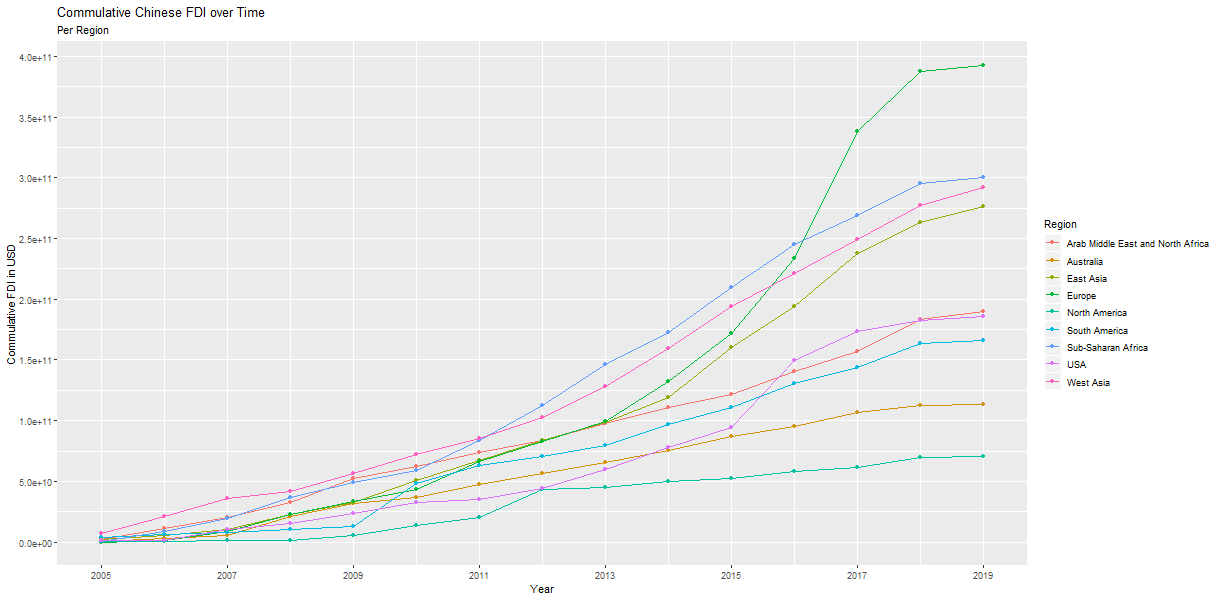 Commulative Chinese FDI over Time
Per Region
4.0e+11
3.5e+11
3.0e+11
2.5e+11
2.0e+11
1.5e+11
1.0e+11
5.0e+10
0.0e+00
Commulative FDI in USD
2005 2007 2009 2011 2013 2015 2017 2019
Year
Region
Arab Middle East and North Africa
Australia
East Asia
Europe
North America
South America
Sub-Saharan Africa
USA
West Asia